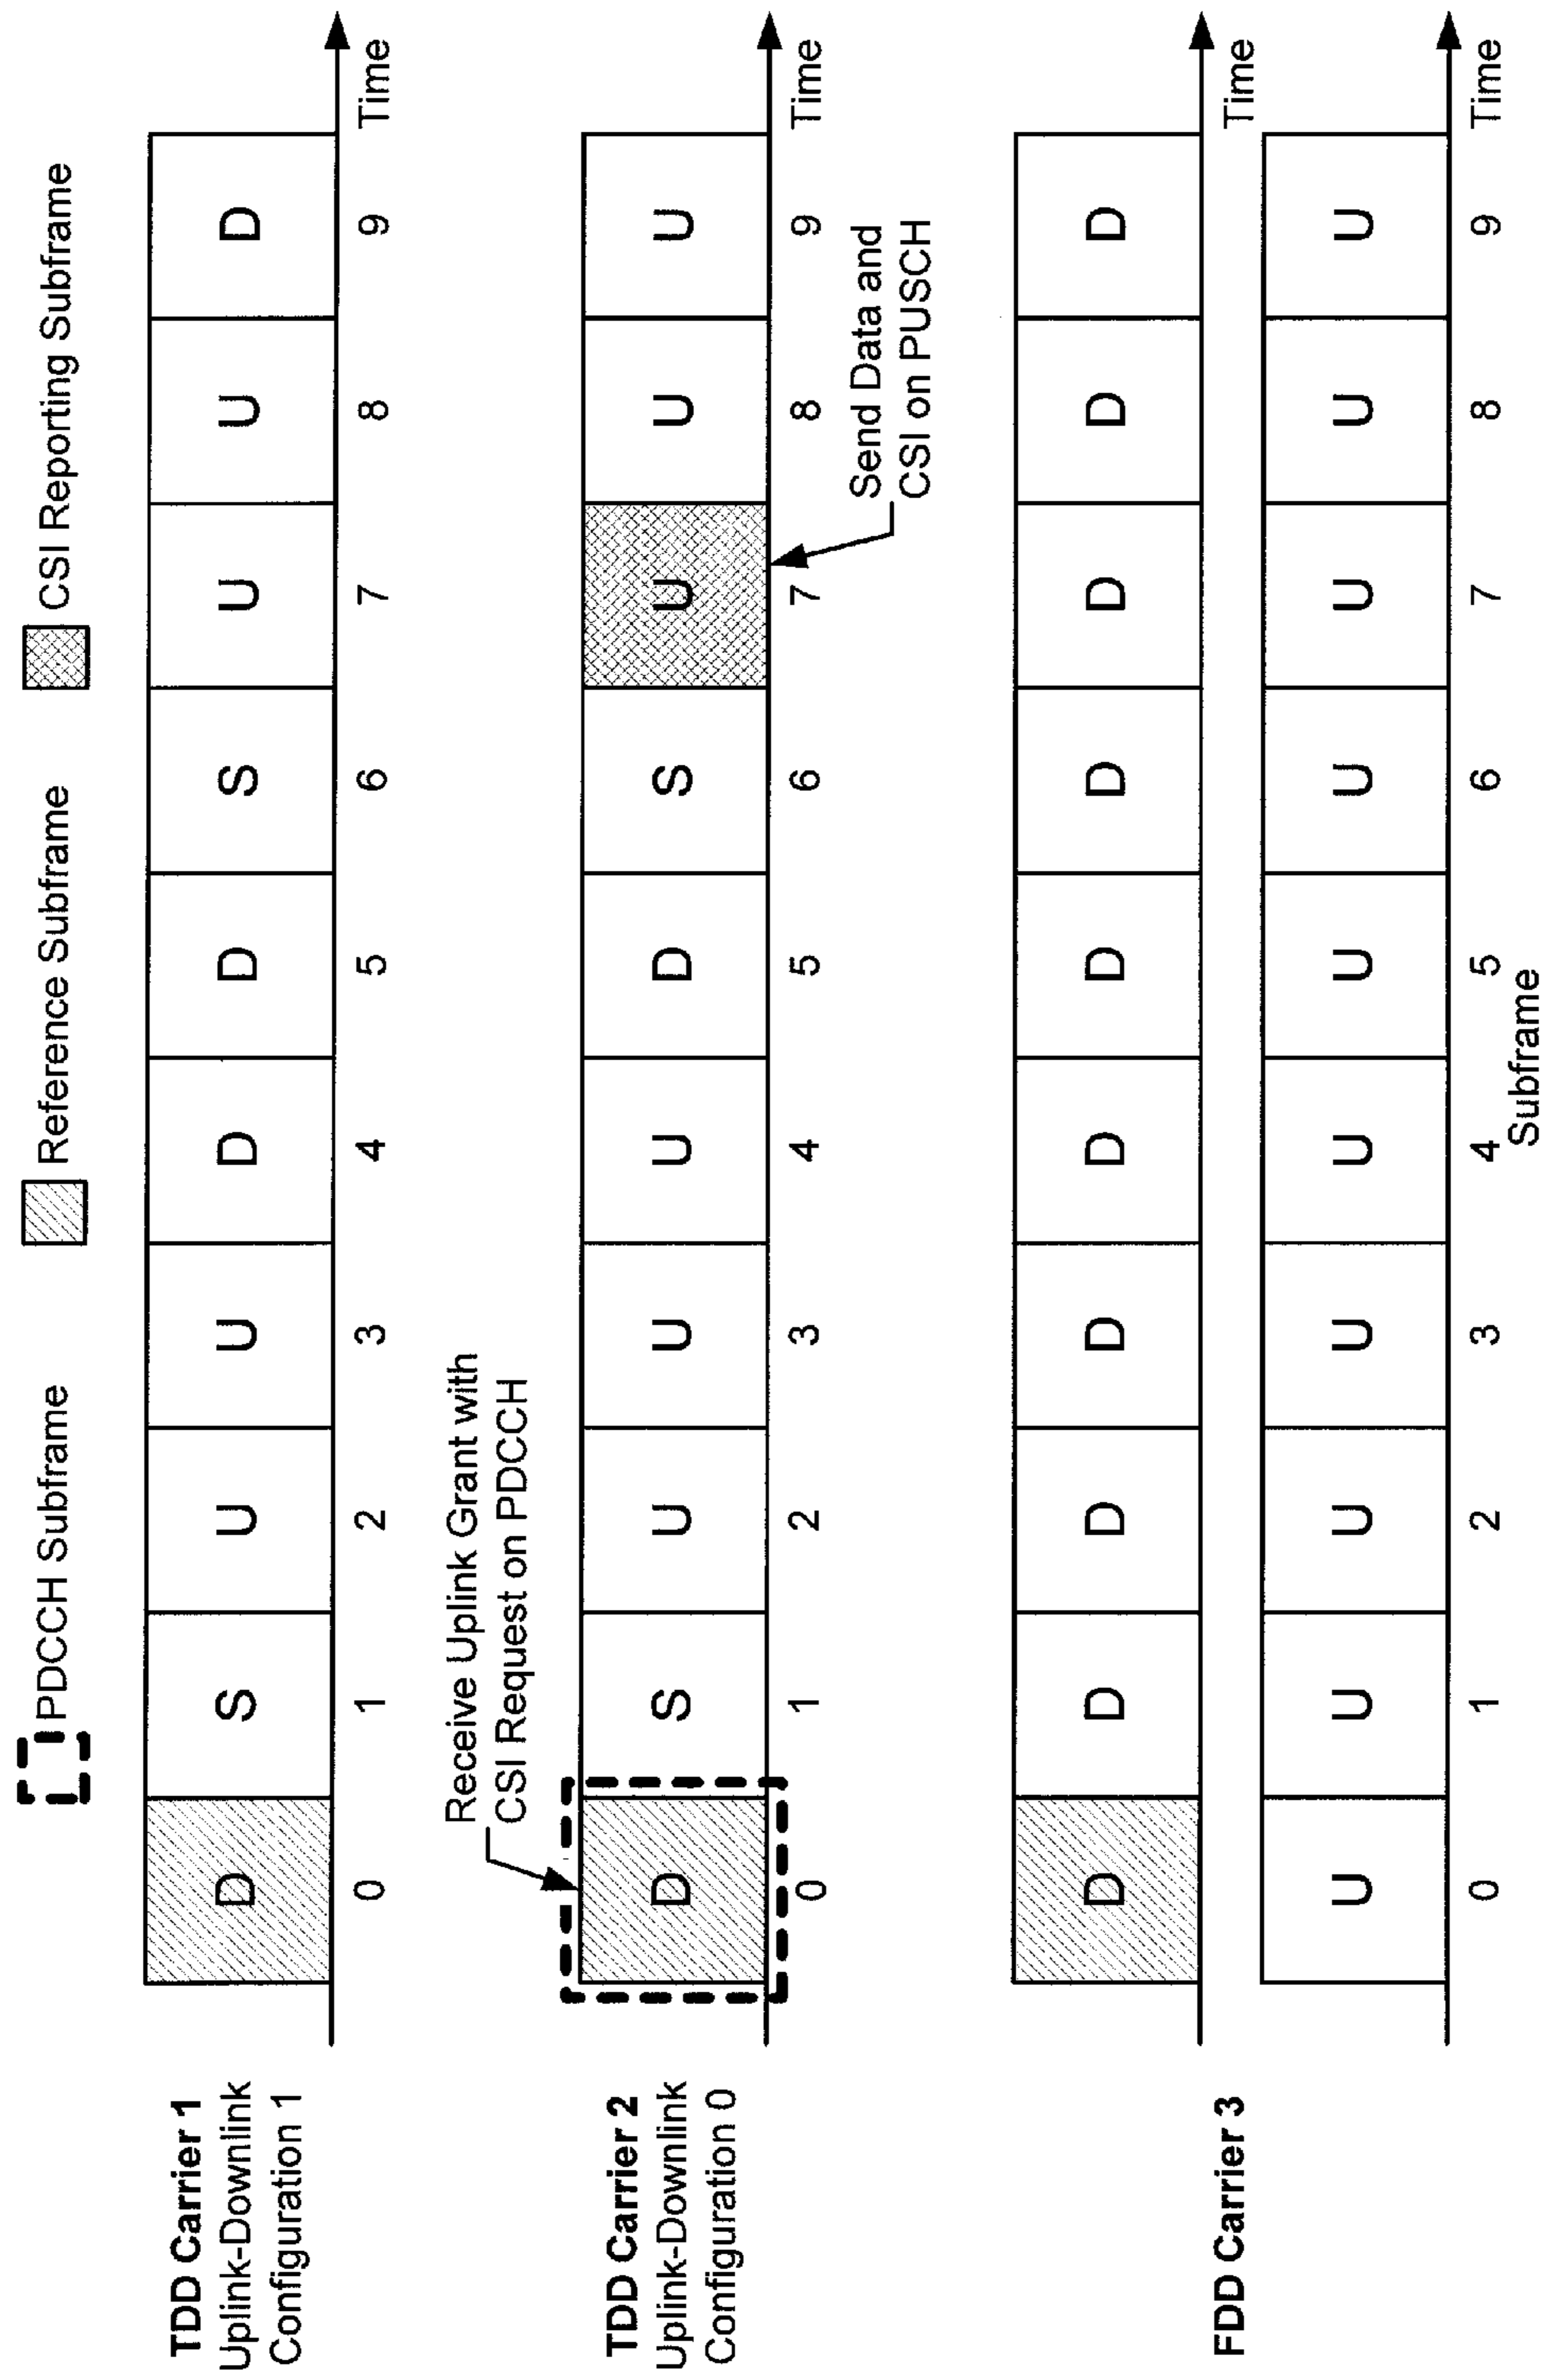 PDCCH Subframe
Reference Subframe
CSI Reporting Subframe
TDD Carrier 1
Uplink-Downlink
Configuration 1
D S U U D D S U U D
0 1 2 3 4 5 6 7 8 9 Time
Receive Uplink Grant with
CSI Request on PDCCH
TDD Carrier 2
Uplink-Downlink
Configuration 0
D S U U U D S U U U
0 1 2 3 4 5 6 7 8 9 Time
Send Data and
CSI on PUSCH
FDD Carrier 3
D D D D D D D D D D
Time
U U U U U U U U U U
0 1 2 3 4 5 6 7 8 9 Time
Subframe